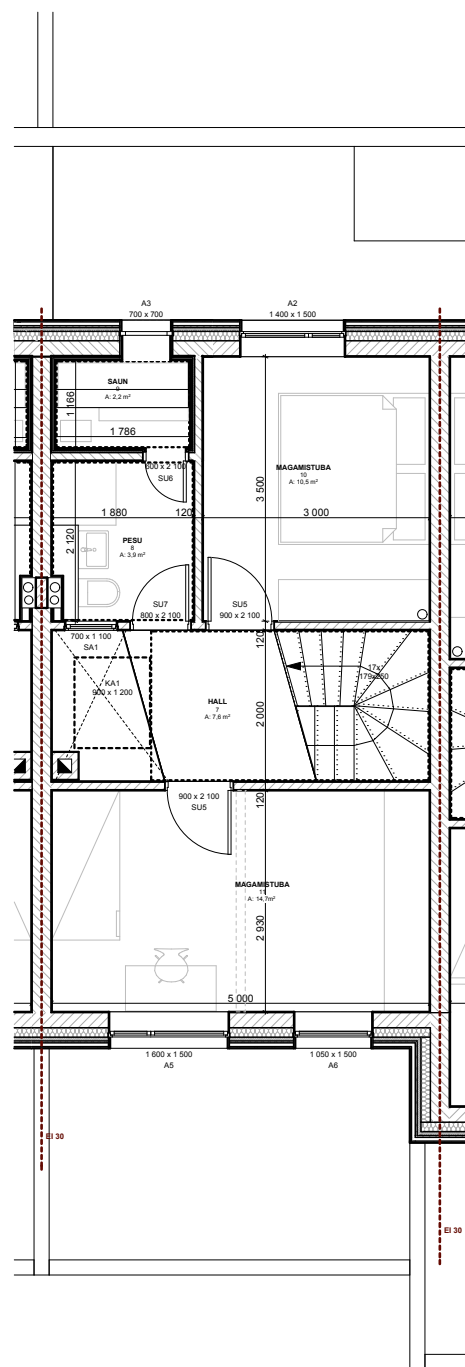 A3
700 x 700
A2
1 400 x 1 500
SAUN
9
A: 2,2 m²
1 166
1 786
800 x 2 100
SU6
MAGAMISTUBA
10
A: 10,5 m²
3 500
1 880
120
3 000
PESU
8
A: 3,9 m²
2 120
SU7
800 x 2 100
SU5
900 x 2 100
700 x 1 100
SA1
120
17x
179x250
KA1
900 x 1 200
HALL
7
A: 7,6 m²
2 000
900 x 2 100
SU5
120
MAGAMISTUBA
11
A: 14,7m²
2 930
5 000
1 600 x 1 500
A5
1 050 x 1 500
A6
EI 30
EI 30